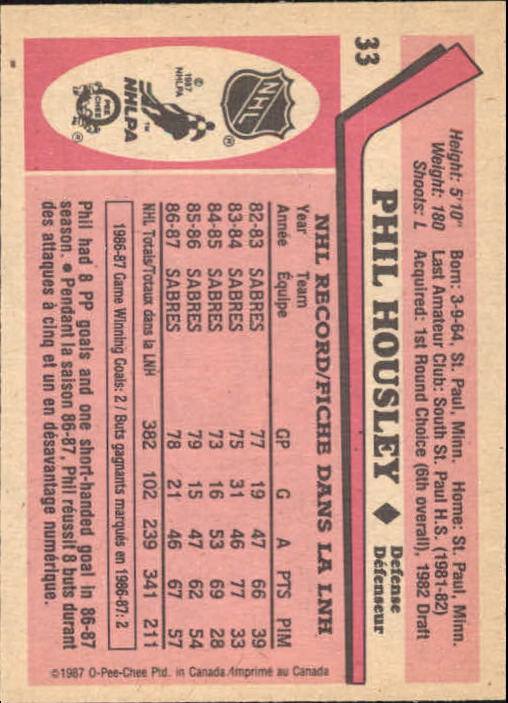 33
PHIL HOUSLEY ♦ Defense
Défenseur
Height: 5'10" Born: 3-9-64, St. Paul, Minn. Home: St. Paul, Minn.
Weight: 180 Last Amateur Club: South St. Paul H.S. (1981-82)
Shoots: L Acquired: 1st Round Choice (6th overall), 1982 Draft
NHL RECORD/FICHE DANS LA LNH
Year Team GP G A PTS PIM
Année Équipe
82-83 SABRES 77 19 47 66 39
83-84 SABRES 75 31 46 77 33
84-85 SABRES 73 16 53 69 28
85-86 SABRES 79 15 47 62 54
86-87 SABRES 78 21 46 67 57
NHL Totals/Totaux dans la LNH 382 102 239 341 211
1986-87 Game Winning Goals: 2 / Buts gagnants marqués en 1986-87: 2
Phil had 8 PP goals and one short-handed goal in 86-87
season. ● Pendant la saison 86-87, Phil réussit 8 buts durant
des attaques à cinq et un en désavantage numérique.
NHL
®
© 1987
NHLPA
NHLPA
™
O-PEE-CHEE
®
©1987 O-Pee-Chee Ptd. in Canada/Imprimé au Canada